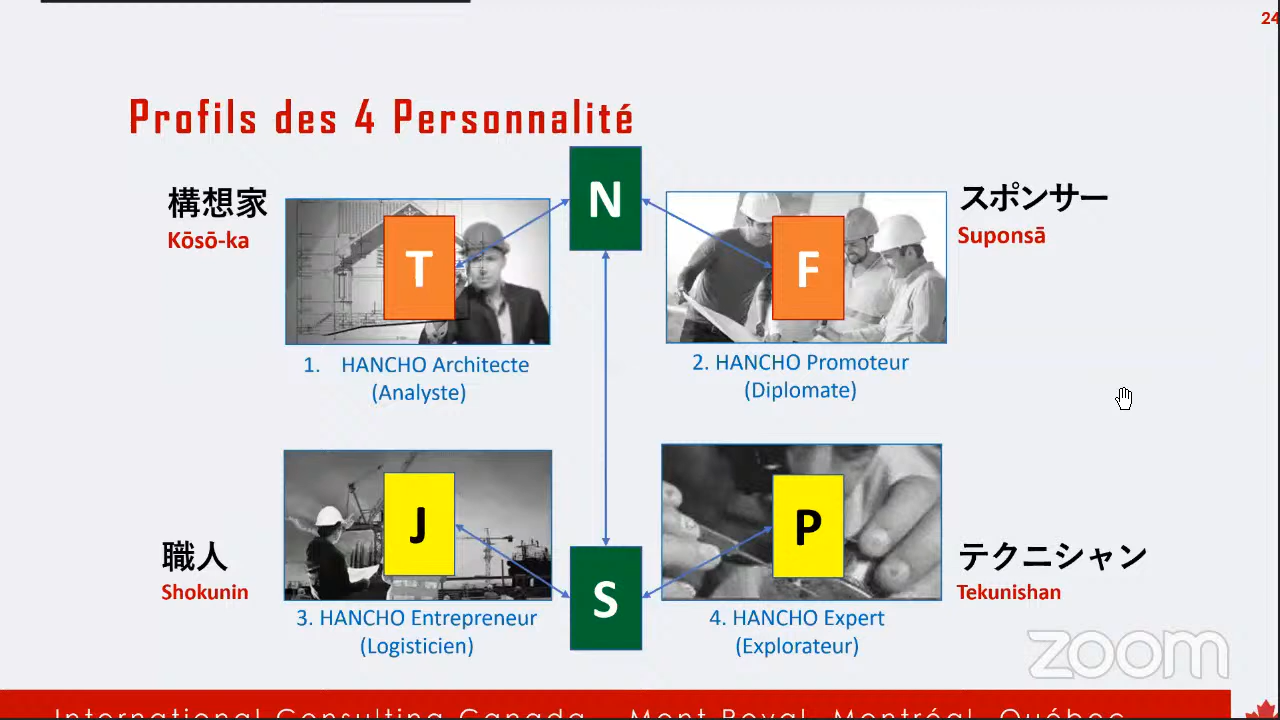 24
Profils des 4 Personnalité
N
構想家
Kōsō-ka
T
F
スポンサー
Suponsā
1. HANCHO Architecte
(Analyste)
2. HANCHO Promoteur
(Diplomate)
J
P
職人
Shokunin
テクニシャン
Tekunishan
S
3. HANCHO Entrepreneur
(Logisticien)
4. HANCHO Expert
(Explorateur)
zoom
International Consulting Canada - Mont Royal, Montréal, Québec